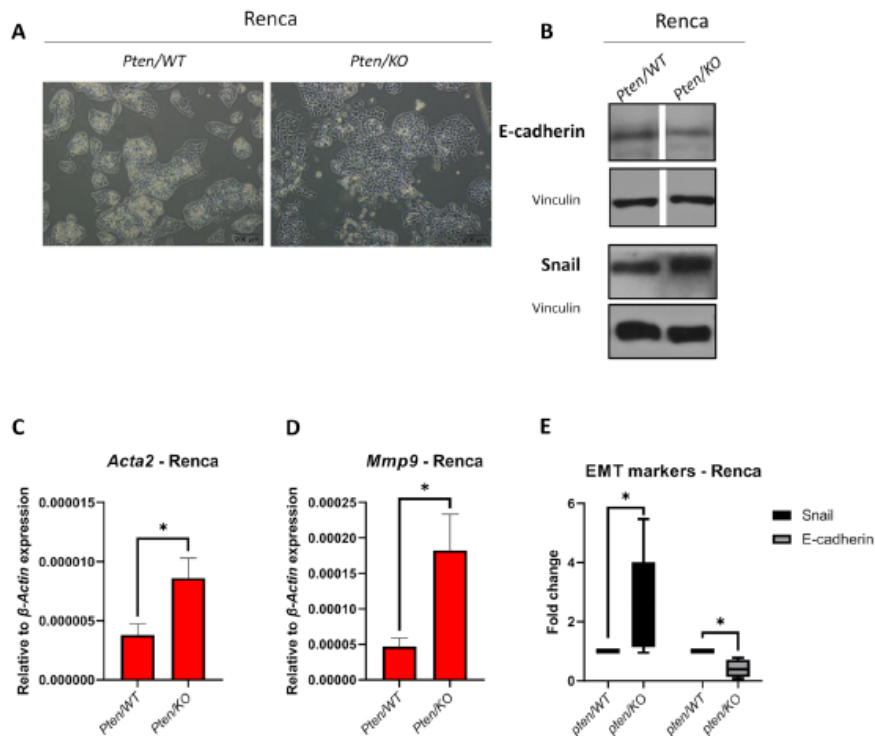 A
Renca
Pten/WT
Pten/KO
B
Renca
Pten/WT
Pten/KO
E-cadherin
Vinculin
Snail
Vinculin
C
Acta2 - Renca
Relative to β-Actin expression
0.000015
0.000010
0.000005
0.000000
*
Pten/WT
Pten/KO
D
Mmp9 - Renca
Relative to β-Actin expression
0.00025
0.00020
0.00015
0.00010
0.00005
0.00000
*
Pten/WT
Pten/KO
E
EMT markers - Renca
Fold change
6
4
2
0
*
*
pten/WT
pten/KO
pten/WT
pten/KO
Snail
E-cadherin